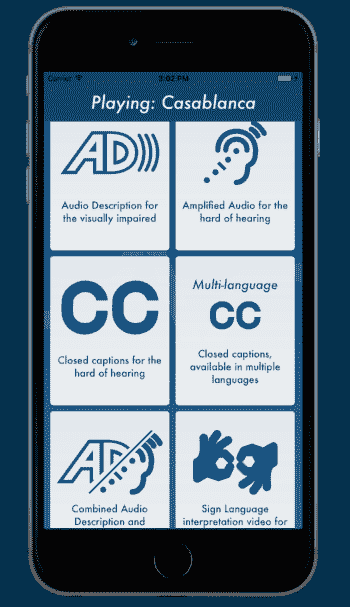 Carrier 3:02 PM
Playing: Casablanca
AD
Audio Description for
the visually impaired
Amplified Audio for the
hard of hearing
CC
Closed captions for the
hard of hearing
Multi-language
CC
Closed captions,
available in multiple
languages
AD
Combined Audio
Description and
Sign Language
interpretation video for